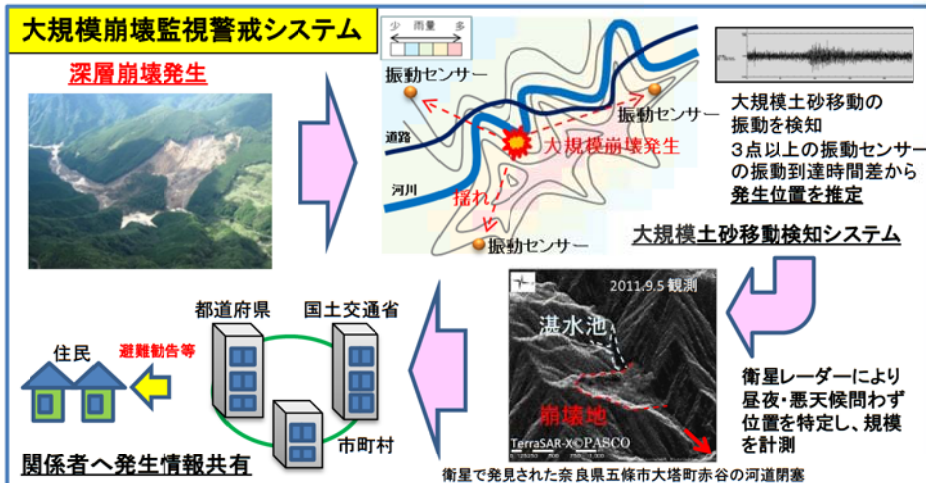 大規模崩壊監視警戒システム
深層崩壊発生
少 雨量 多
振動センサー
振動センサー
道路
大規模崩壊発生
河川
揺れ
振動センサー
大規模土砂移動の
振動を検知
３点以上の振動センサー
の振動到達時間差から
発生位置を推定
大規模土砂移動検知システム
2011.9.5 観測
湛水池
崩壊地
TerraSAR-X©PASCO
衛星レーダーにより
昼夜・悪天候問わず
位置を特定し、規模
を計測
衛星で発見された奈良県五條市大塔町赤谷の河道閉塞
都道府県
国土交通省
市町村
住民
避難勧告等
関係者へ発生情報共有